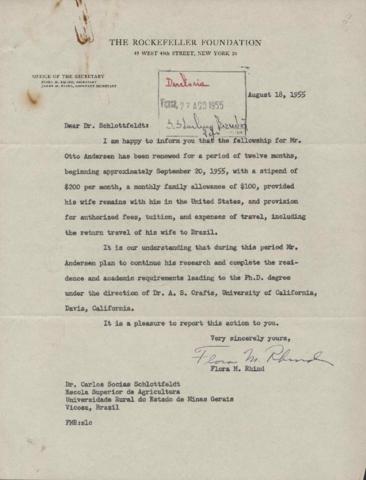 THE ROCKEFELLER FOUNDATION
49 WEST 49th STREET, NEW YORK 20
OFFICE OF THE SECRETARY
FLORA M. RHIND, SECRETARY
August 18, 1955
Dear Dr. Schlottfeldt:
I am happy to inform you that the fellowship for Mr.
Otto Andersen has been renewed for a period of twelve months,
beginning approximately September 20, 1955, with a stipend of
$200 per month, a monthly family allowance of $100, provided
his wife remains with him in the United States, and provision
for authorized fees, tuition, and expenses of travel, including
the return travel of his wife to Brazil.
It is our understanding that during this period Mr.
Andersen plan to continue his research and complete the resi-
dence and academic requirements leading to the Ph.D. degree
under the direction of Dr. A. S. Crafts, University of California,
Davis, California.
It is a pleasure to report this action to you.
Very sincerely yours,
Flora M. Rhind
Flora M. Rhind
Dr. Carlos Socias Schlottfeldt
Escola Superior de Agricultura
Universidade Rural do Estado de Minas Gerais
Vicosa, Brazil
FMR:slc